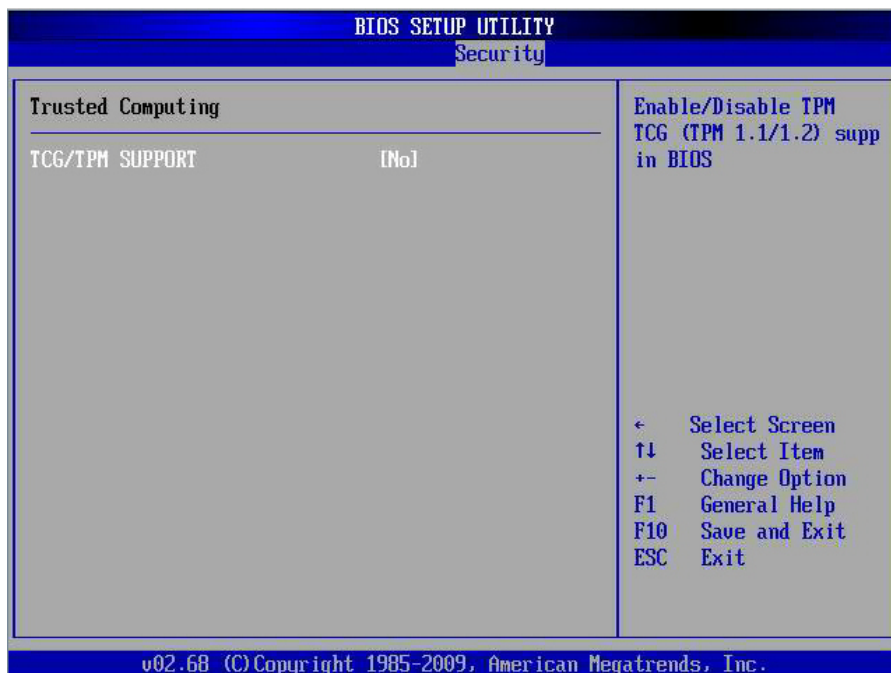 BIOS SETUP UTILITY
Security
Trusted Computing
TCG/TPM SUPPORT [No]
Enable/Disable TPM
TCG (TPM 1.1/1.2) supp
in BIOS
← Select Screen
↑↓ Select Item
+- Change Option
F1 General Help
F10 Save and Exit
ESC Exit
v02.68 (C)Copyright 1985-2009, American Megatrends, Inc.